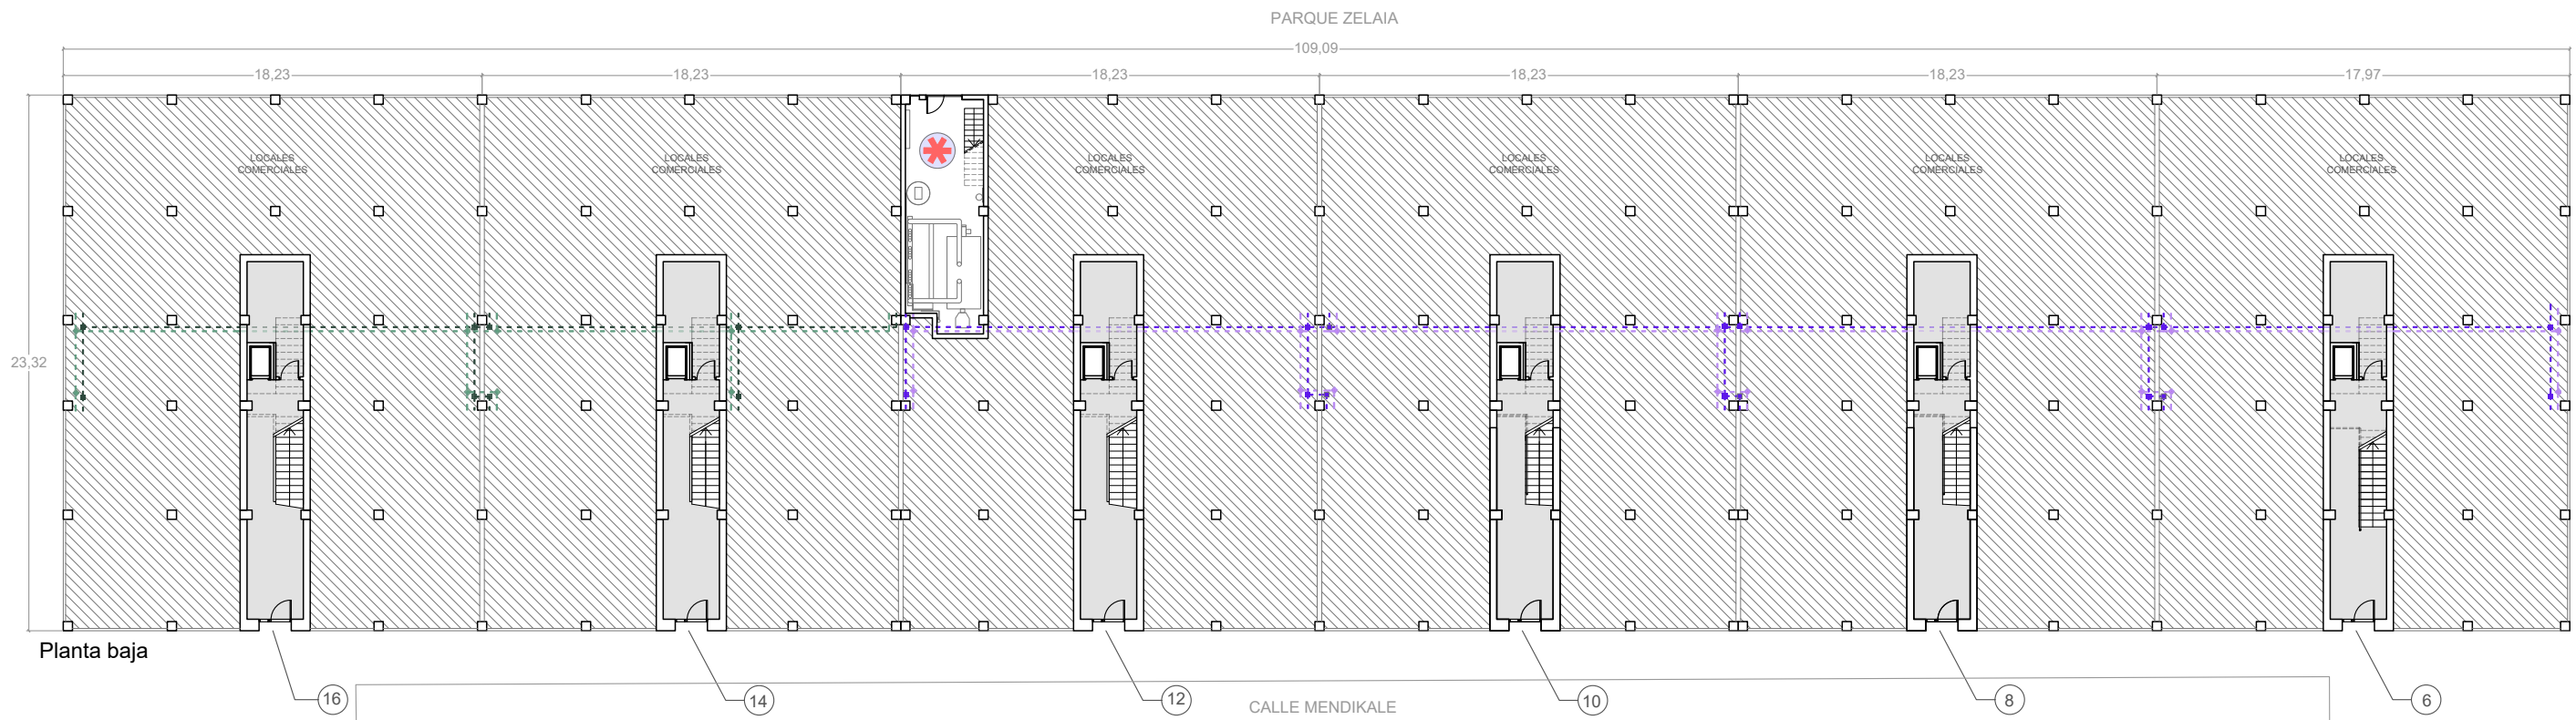 PARQUE ZELAIA
109,09
18,23
18,23
18,23
18,23
18,23
17,97
LOCALES
COMERCIALES
LOCALES
COMERCIALES
LOCALES
COMERCIALES
LOCALES
COMERCIALES
LOCALES
COMERCIALES
LOCALES
COMERCIALES
23,32
Planta baja
16
14
12
10
8
6
CALLE MENDIKALE